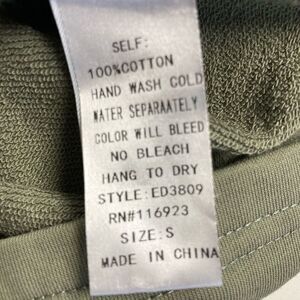 SELF:
100%COTTON
HAND WASH COLD
WATER SEPARAATELY
COLOR WILL BLEED
NO BLEACH
HANG TO DRY
STYLE:ED3809
RN#116923
SIZE:S
MADE IN CHINA